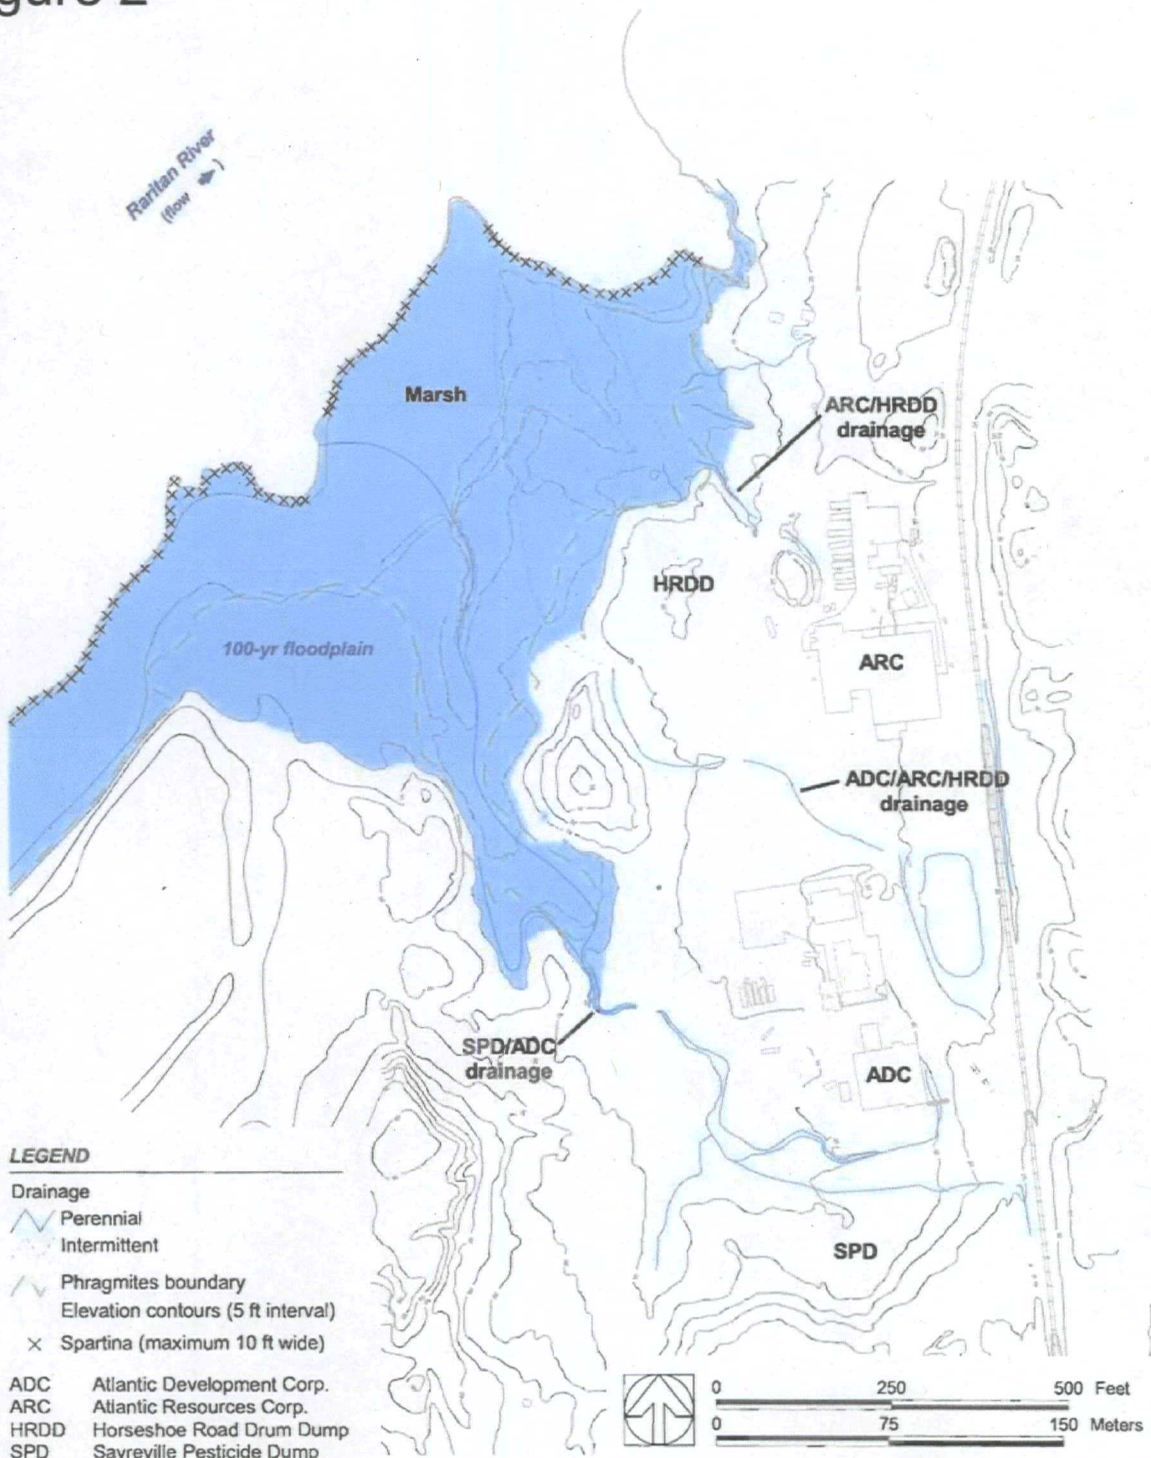 gure 2
Raritan River
(flow )
Marsh
ARC/HRDD
drainage
HRDD
100-yr floodplain
ARC
ADC/ARC/HRDD
drainage
SPD/ADC
drainage
ADC
SPD
LEGEND
Drainage
Perennial
Intermittent
Phragmites boundary
Elevation contours (5 ft interval)
x Spartina (maximum 10 ft wide)
ADC Atlantic Development Corp.
ARC Atlantic Resources Corp.
HRDD Horseshoe Road Drum Dump
SPD Sayreville Pesticide Dump
0 250 500 Feet
0 75 150 Meters